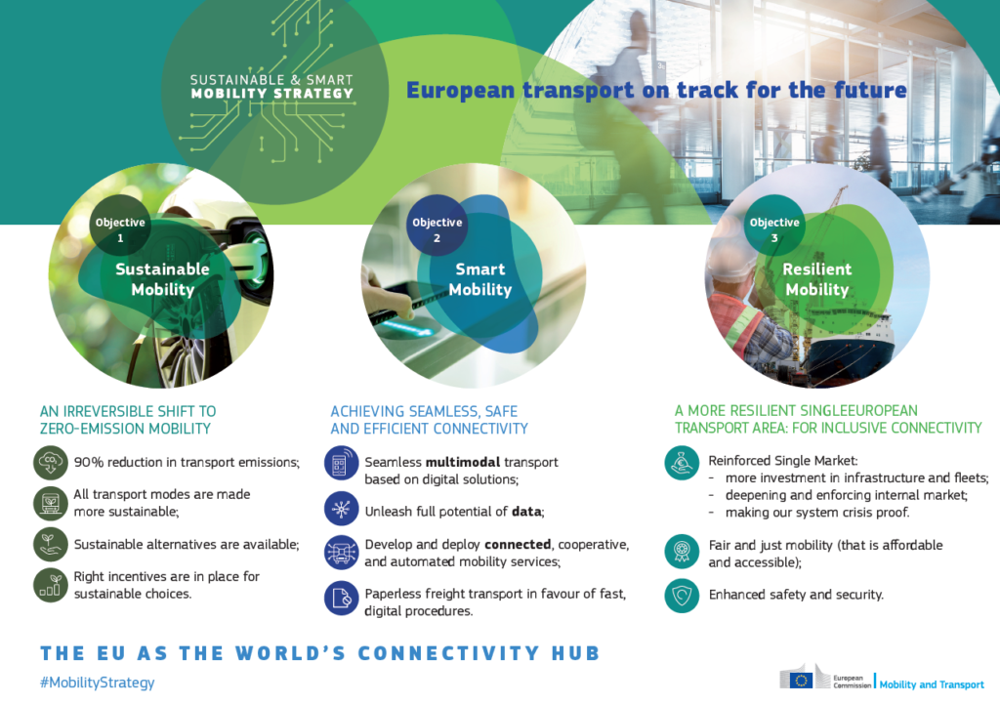 SUSTAINABLE & SMART
MOBILITY STRATEGY
European transport on track for the future
Objective
1
Sustainable
Mobility
Objective
2
Smart
Mobility
Objective
3
Resilient
Mobility
AN IRREVERSIBLE SHIFT TO
ZERO-EMISSION MOBILITY
90% reduction in transport emissions;
All transport modes are made
more sustainable;
Sustainable alternatives are available;
Right incentives are in place for
sustainable choices.
ACHIEVING SEAMLESS, SAFE
AND EFFICIENT CONNECTIVITY
Seamless multimodal transport
based on digital solutions;
Unleash full potential of data;
Develop and deploy connected, cooperative,
and automated mobility services;
Paperless freight transport in favour of fast,
digital procedures.
A MORE RESILIENT SINGLEEUROPEAN
TRANSPORT AREA: FOR INCLUSIVE CONNECTIVITY
Reinforced Single Market:
- more investment in infrastructure and fleets;
- deepening and enforcing internal market;
- making our system crisis proof.
Fair and just mobility (that is affordable
and accessible);
Enhanced safety and security.
THE EU AS THE WORLD'S CONNECTIVITY HUB
#MobilityStrategy
European
Commission
Mobility and Transport